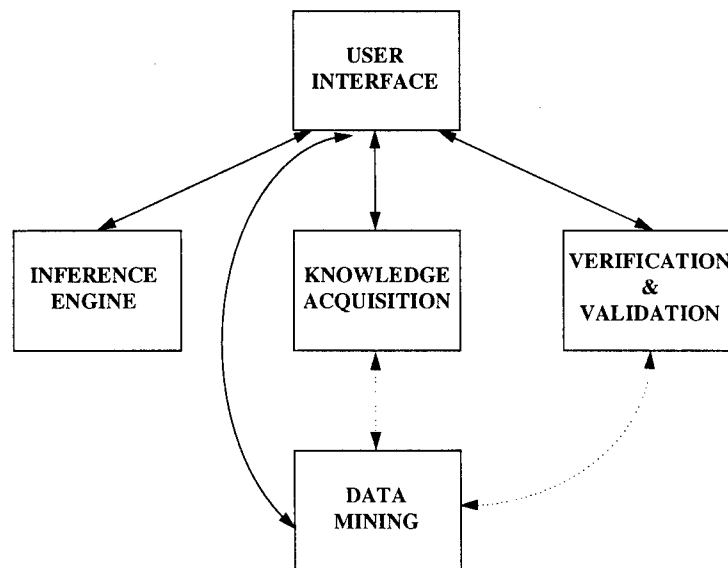 USER
INTERFACE
INFERENCE
ENGINE
KNOWLEDGE
ACQUISITION
VERIFICATION
&
VALIDATION
DATA
MINING